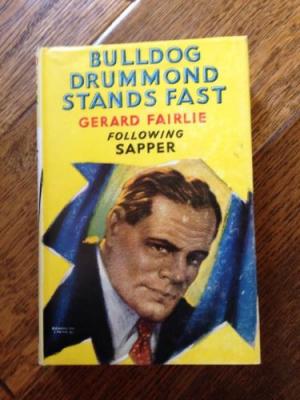 BULLDOG
DRUMMOND
STANDS FAST
GERARD FAIRLIE
FOLLOWING
SAPPER